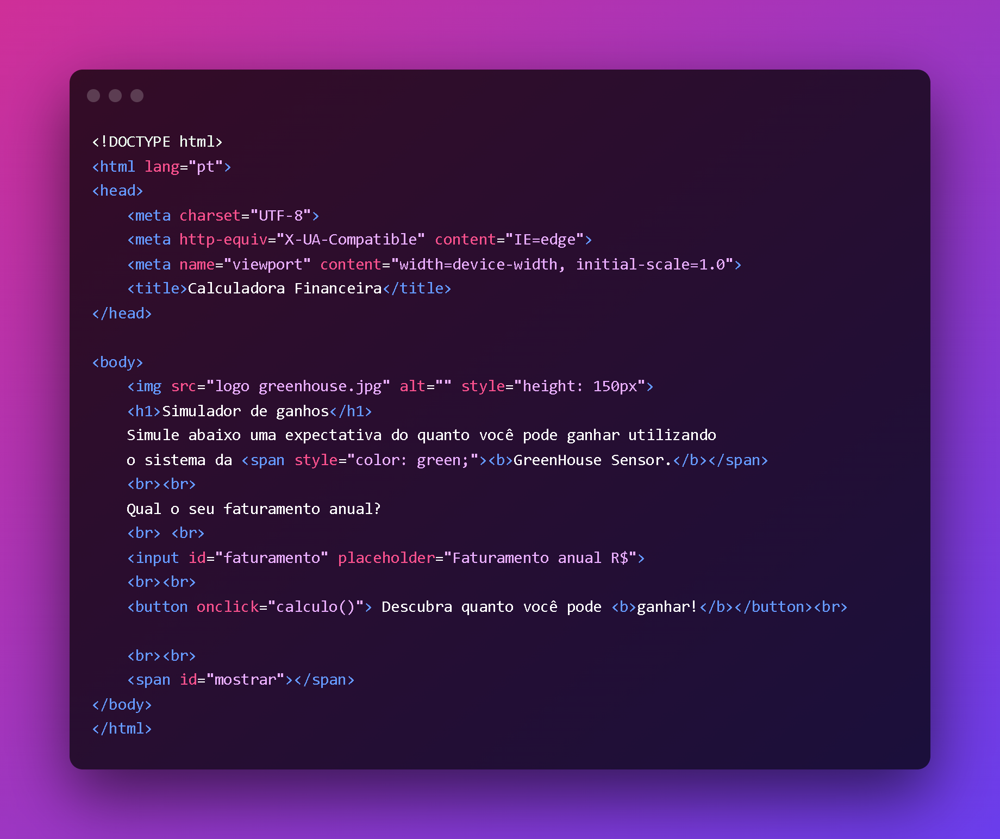 <!DOCTYPE html>
<html lang="pt">
<head>
    <meta charset="UTF-8">
    <meta http-equiv="X-UA-Compatible" content="IE=edge">
    <meta name="viewport" content="width=device-width, initial-scale=1.0">
    <title>Calculadora Financeira</title>
</head>

<body>
    <img src="logo greenhouse.jpg" alt="" style="height: 150px">
    <h1>Simulador de ganhos</h1>
    Simule abaixo uma expectativa do quanto você pode ganhar utilizando
    o sistema da <span style="color: green;"><b>GreenHouse Sensor.</b></span>
    <br><br>
    Qual o seu faturamento anual?
    <br> <br>
    <input id="faturamento" placeholder="Faturamento anual R$">
    <br><br>
    <button onclick="calculo()"> Descubra quanto você pode <b>ganhar!</b></button><br>

    <br><br>
    <span id="mostrar"></span>
</body>
</html>